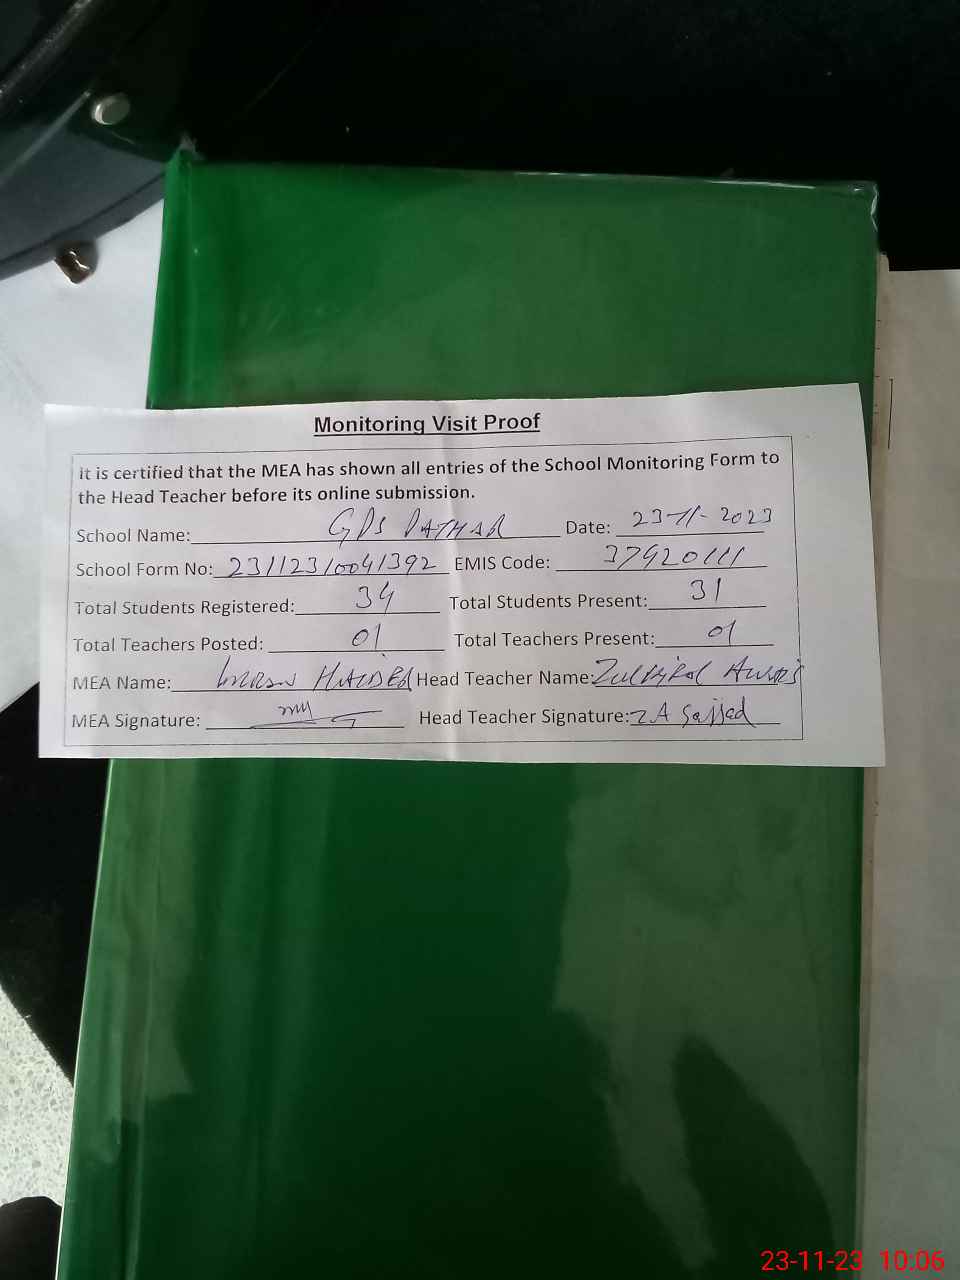 Monitoring Visit Proof
It is certified that the MEA has shown all entries of the School Monitoring Form to
the Head Teacher before its online submission.
School Name: GPS PATHAR Date: 23-11-2023
School Form No: 23112310041392 EMIS Code: 37920111
Total Students Registered: 34 Total Students Present: 31
Total Teachers Posted: 01 Total Teachers Present: 01
MEA Name: HAIDER Head Teacher Name:
MEA Signature: Head Teacher Signature: ZA Sajjad
23-11-23 10:06